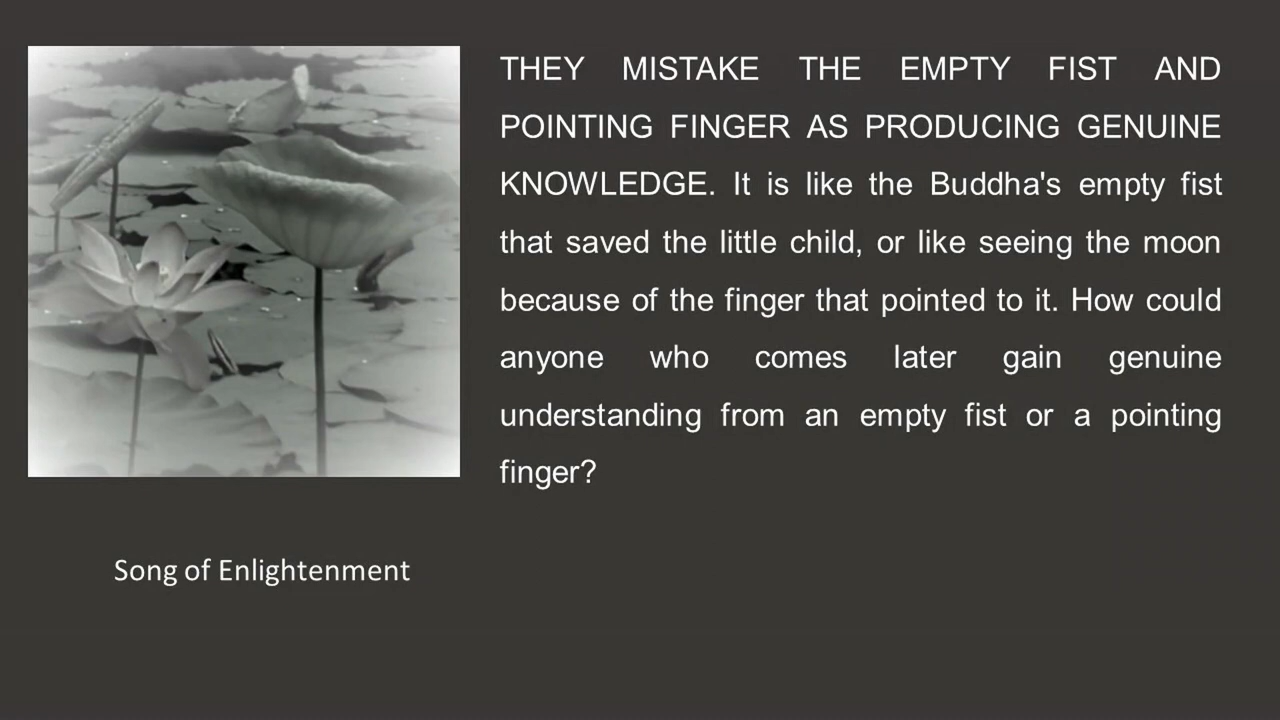 THEY MISTAKE THE EMPTY FIST AND
POINTING FINGER AS PRODUCING GENUINE
KNOWLEDGE. It is like the Buddha's empty fist
that saved the little child, or like seeing the moon
because of the finger that pointed to it. How could
anyone who comes later gain genuine
understanding from an empty fist or a pointing
finger?
Song of Enlightenment